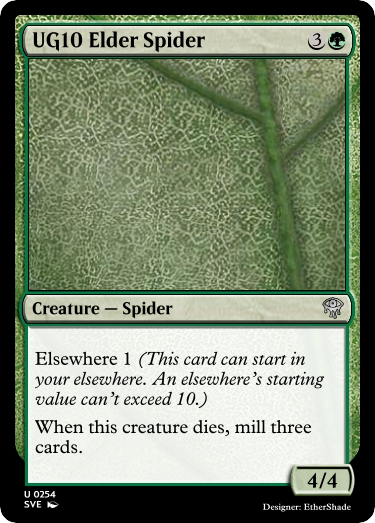 UG10 Elder Spider 3
Creature — Spider
Elsewhere 1 (This card can start in
your elsewhere. An elsewhere's starting
value can't exceed 10.)
When this creature dies, mill three
cards.
4/4
U 0254
SVE
Designer: EtherShade